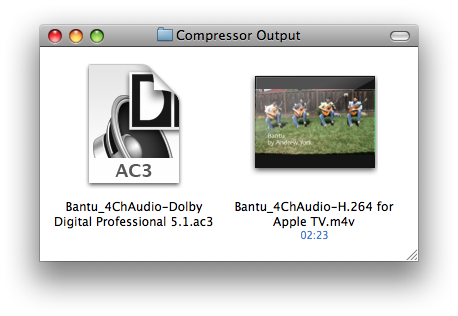 Compressor Output
AC3
Bantu
by Andrew York
Bantu_4ChAudio-Dolby
Digital Professional 5.1.ac3
Bantu_4ChAudio-H.264 for
Apple TV.m4v
02:23